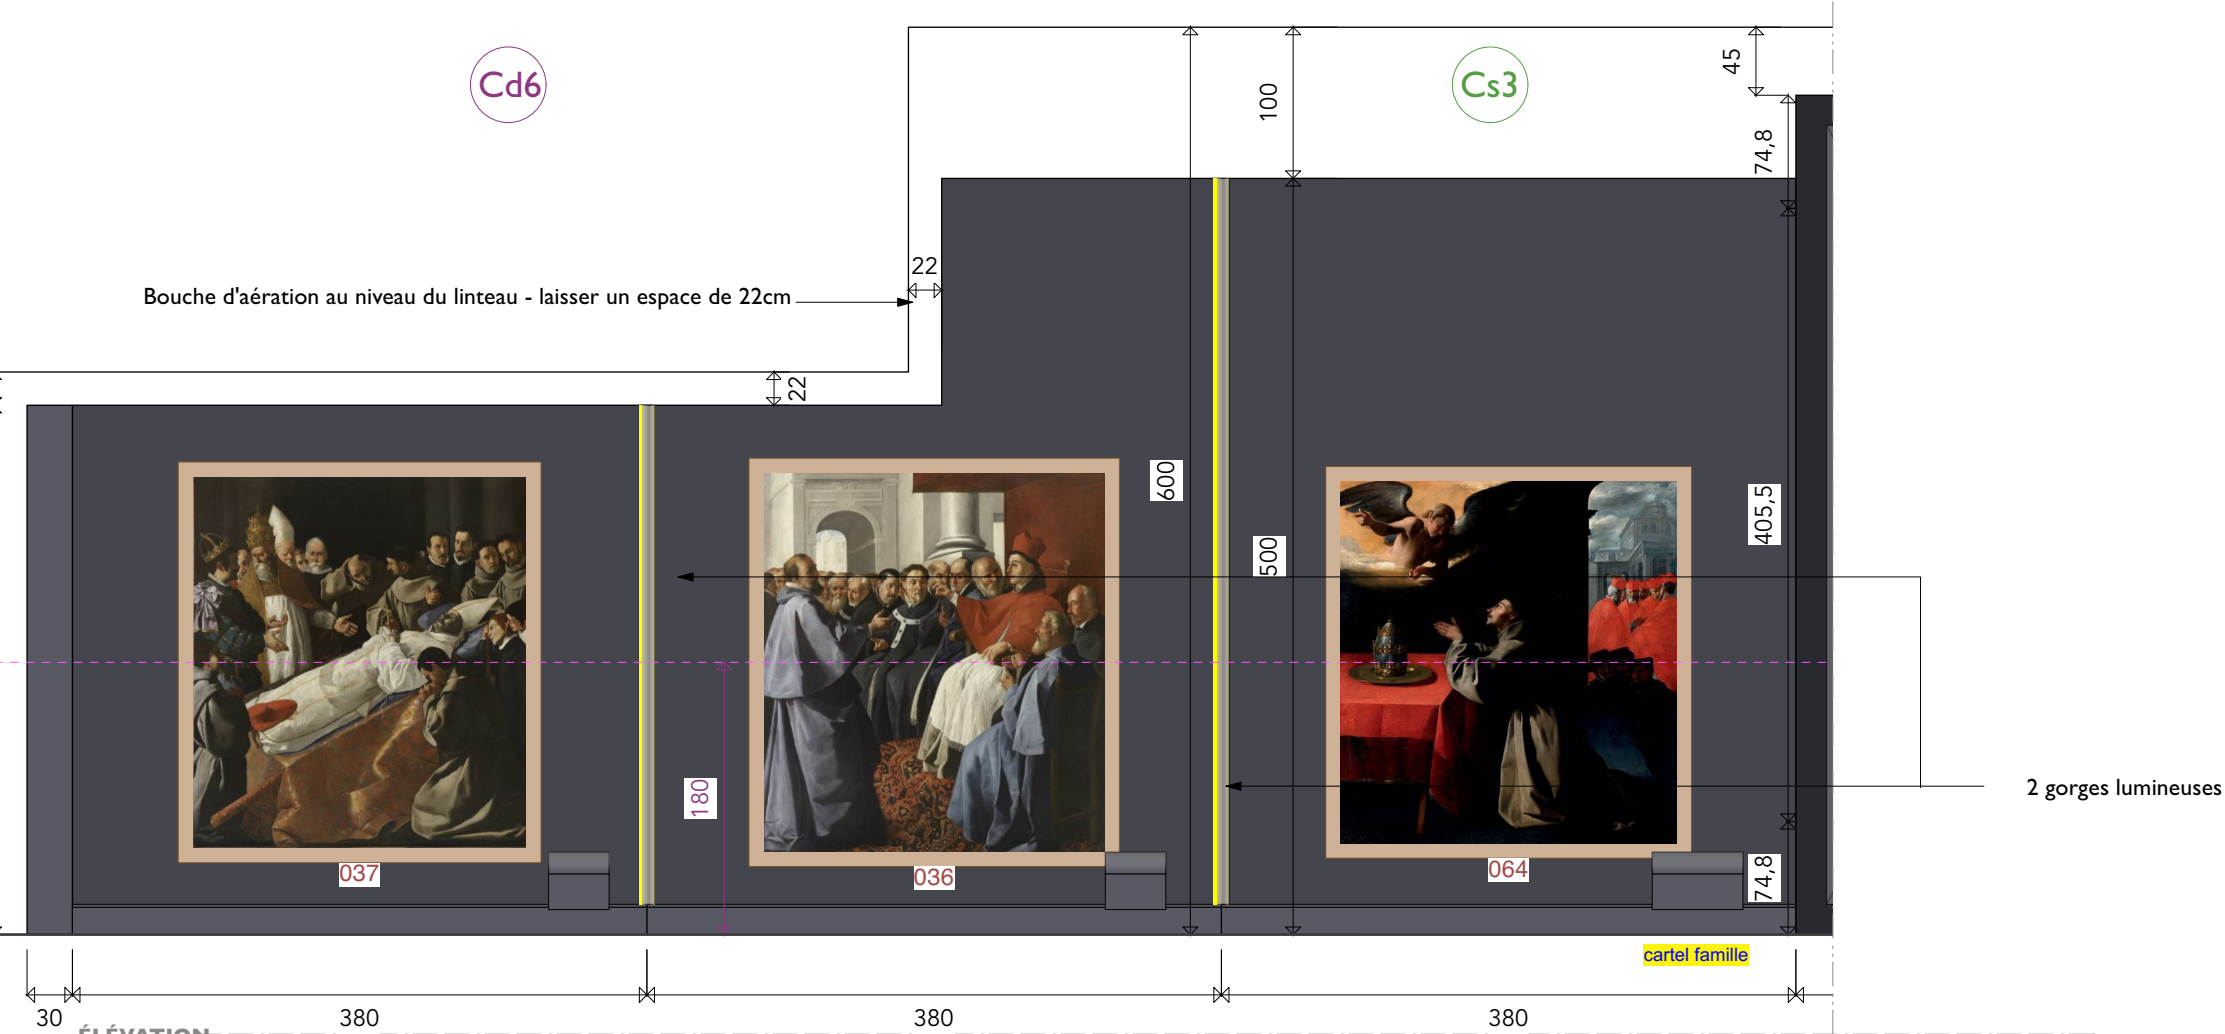 Cd6
Cs3
45
100
74,8
22
Bouche d'aération au niveau du linteau - laisser un espace de 22cm
22
600
405,5
500
180
2 gorges lumineuses
037
036
064
74,8
cartel famille
30
380
380
380
ÉLÉVATION